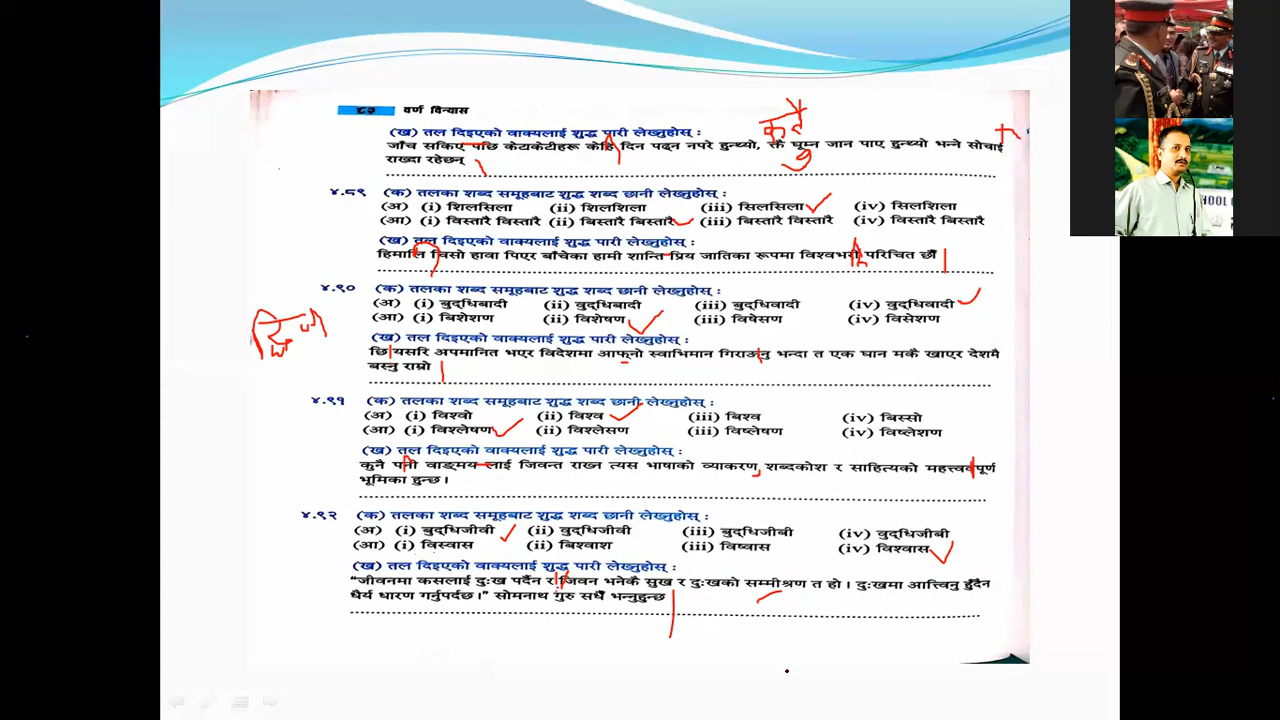 ८२ वर्ण विन्यास
(ख) तल दिइएको वाक्यलाई शुद्ध पारी लेख्नुहोस् :
कतै
जाँच सकिए पछि केटाकेटीहरू केहि दिन पढ्न नपरे हुन्थ्यो, क्तै घूम्न जान पाए हुन्थ्यो भन्ने सोचाई
राख्दा रहेछन्
४.८९ (क) तलका शब्द समूहबाट शुद्ध शब्द छानी लेख्नुहोस् :
(अ) (i) शिलसिला (ii) शिलशिला (iii) सिलसिला (iv) सिलशिला
(आ) (i) विस्तारै विस्तारै (ii) बिस्तारै बिस्तारै (iii) बिस्तारै विस्तारै (iv) विस्तारै बिस्तारै
(ख) तल दिइएको वाक्यलाई शुद्ध पारी लेख्नुहोस् :
हिमालि चिसो हावा पिएर बाँचेका हामी शान्ति प्रिय जातिका रूपमा विश्वभरी परिचित छौँ
४.९० (क) तलका शब्द समूहबाट शुद्ध शब्द छानी लेख्नुहोस् :
(अ) (i) बुद्धिबादी (ii) वुद्धिबादी (iii) बुद्धिवादी (iv) वुद्धिवादी
(आ) (i) बिशेशण (ii) विशेषण (iii) विषेसण (iv) विसेशण
(ख) तल दिइएको वाक्यलाई शुद्ध पारी लेख्नुहोस् :
छि यसरि अपमानित भएर विदेशमा आफ्नो स्वाभिमान गिराउनु भन्दा त एक घान मकै खाएर देशमै
बस्नु राम्रो
४.९१ (क) तलका शब्द समूहबाट शुद्ध शब्द छानी लेख्नुहोस् :
(अ) (i) विश्वो (ii) विश्व (iii) बिश्व (iv) बिस्सो
(आ) (i) विश्लेषण (ii) विश्लेसण (iii) विष्लेषण (iv) विष्लेशण
(ख) तल दिइएको वाक्यलाई शुद्ध पारी लेख्नुहोस् :
कुनै पनी वाङ्मय लाई जिवन्त राख्न त्यस भाषाको व्याकरण शब्दकोश र साहित्यको महत्त्वपूर्ण
भूमिका हुन्छ ।
४.९२ (क) तलका शब्द समूहबाट शुद्ध शब्द छानी लेख्नुहोस् :
(अ) (i) बुद्धिजीवी (ii) वुद्धिजीवी (iii) बुद्धिजीबी (iv) वुद्धिजीबी
(आ) (i) विस्वास (ii) बिश्वाश (iii) विष्वास (iv) विश्वास
(ख) तल दिइएको वाक्यलाई शुद्ध पारी लेख्नुहोस् :
“जीवनमा कसलाई दुःख पर्दैन र जिवन भनेकै सुख र दुःखको सम्मीश्रण त हो । दुःखमा आत्तिनु हुँदैन
धैर्य धारण गर्नुपर्दछ ।” सोमनाथ गुरु सधैँ भन्नुहुन्छ